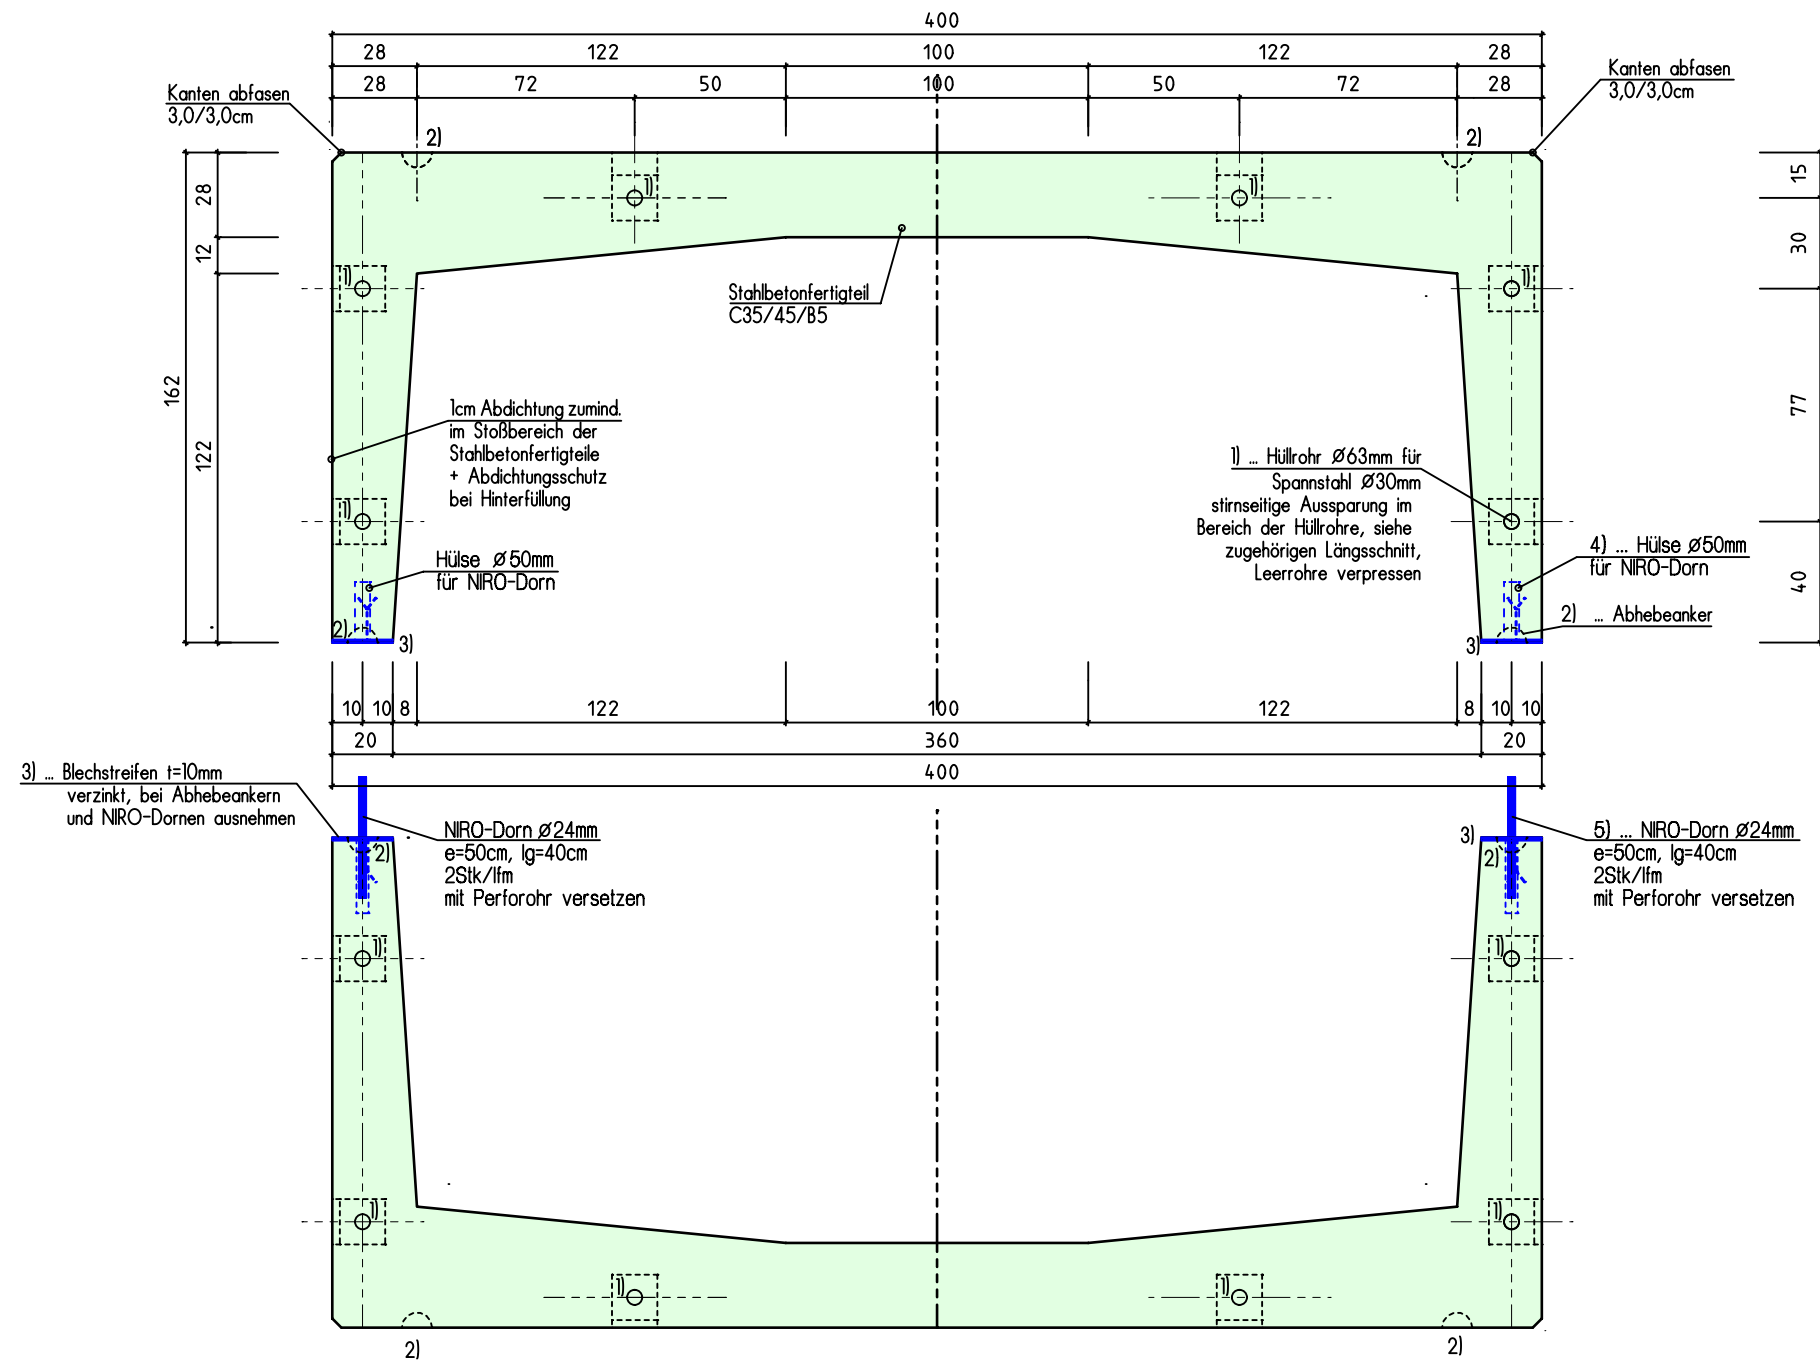 400
28 122 100 122 28
28 72 50 100 50 72 28
Kanten abfasen
3,0/3,0cm
Kanten abfasen
3,0/3,0cm
2) 2)
1) 1)
28
12
122
162
15
30
77
40
1) 1)
Stahlbetonfertigteil
C35/45/B5
1cm Abdichtung zumind.
im Stoßbereich der
Stahlbetonfertigteile
+ Abdichtungsschutz
bei Hinterfüllung
1) ... Hüllrohr Ø63mm für
Spannstahl Ø30mm
stirnseitige Aussparung im
Bereich der Hüllrohre, siehe
zugehörigen Längsschnitt,
Leerrohre verpressen
1)
Hülse Ø50mm
für NIRO-Dorn
4) ... Hülse Ø50mm
für NIRO-Dorn
2) ... Abhebeanker
2) 3) 3)
10 10 8 122 100 122 8 10 10
20 360 20
400
3) ... Blechstreifen t=10mm
verzinkt, bei Abhebeankern
und NIRO-Dornen ausnehmen
NIRO-Dorn Ø24mm
e=50cm, lg=40cm
2Stk/lfm
mit Perforohr versetzen
5) ... NIRO-Dorn Ø24mm
e=50cm, lg=40cm
2Stk/lfm
mit Perforohr versetzen
2) 3) 2)
1) 1)
1) 1)
1) 1)
2) 2)